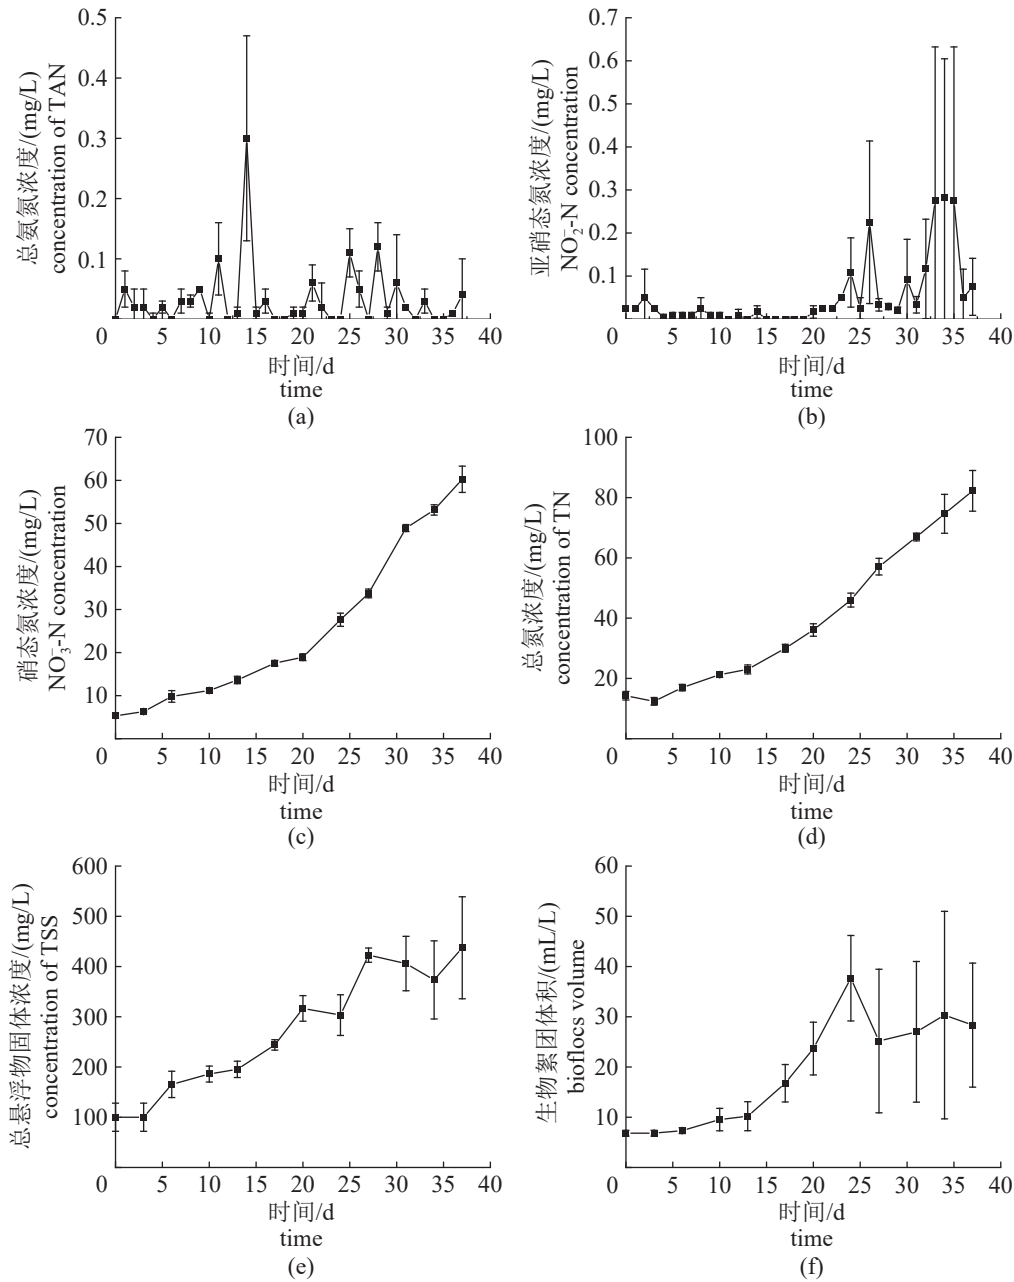 0.5
0.4
0.3
0.2
0.1
总氨氮浓度/(mg/L)
concentration of TAN
0 5 10 15 20 25 30 35 40
时间/d
time
(a)
0.7
0.6
0.5
0.4
0.3
0.2
0.1
亚硝态氮浓度/(mg/L)
NO₂⁻-N concentration
0 5 10 15 20 25 30 35 40
时间/d
time
(b)
70
60
50
40
30
20
10
硝态氮浓度/(mg/L)
NO₃⁻-N concentration
0 5 10 15 20 25 30 35 40
时间/d
time
(c)
100
80
60
40
20
总氮浓度/(mg/L)
concentration of TN
0 5 10 15 20 25 30 35 40
时间/d
time
(d)
600
500
400
300
200
100
总悬浮物固体浓度/(mg/L)
concentration of TSS
0 5 10 15 20 25 30 35 40
时间/d
time
(e)
60
50
40
30
20
10
生物絮团体积/(mL/L)
bioflocs volume
0 5 10 15 20 25 30 35 40
时间/d
time
(f)